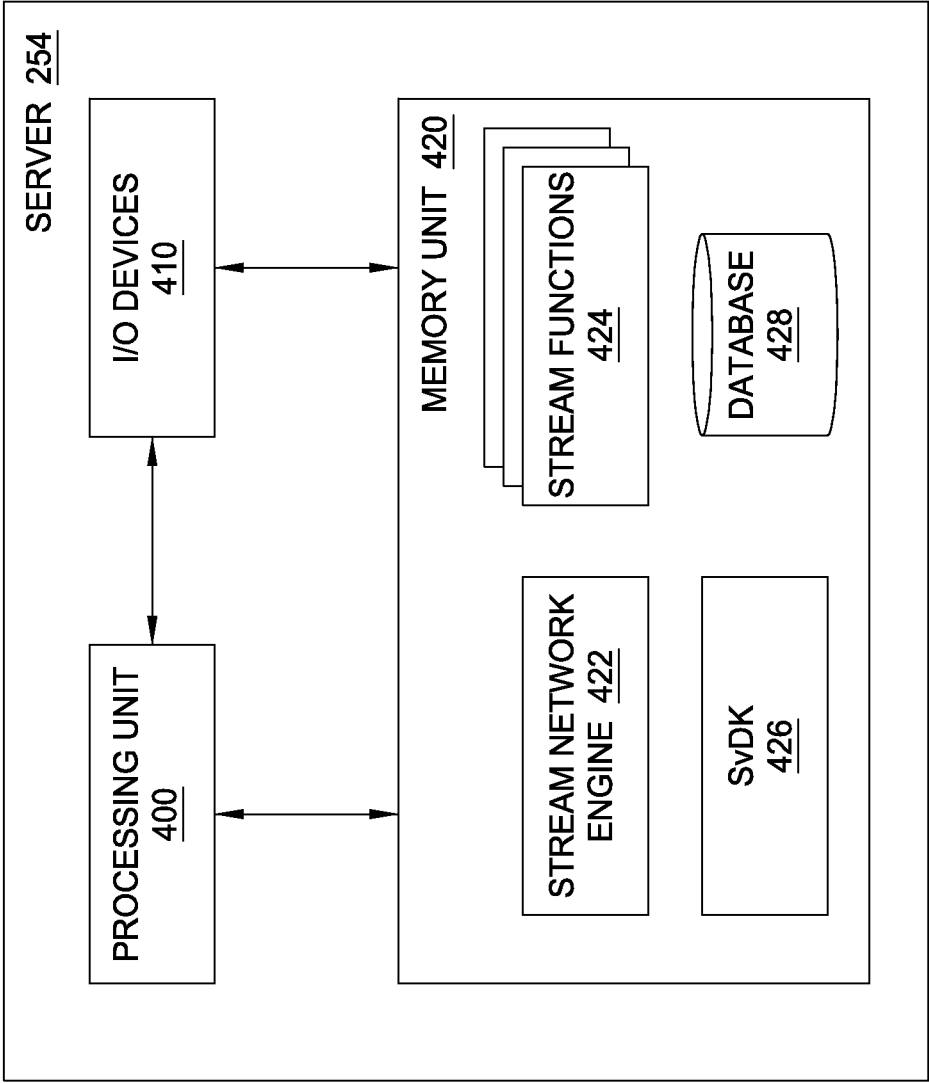 SERVER 254
PROCESSING UNIT
400
I/O DEVICES
410
MEMORY UNIT 420
STREAM NETWORK
ENGINE 422
STREAM FUNCTIONS
424
SvDK
426
DATABASE
428